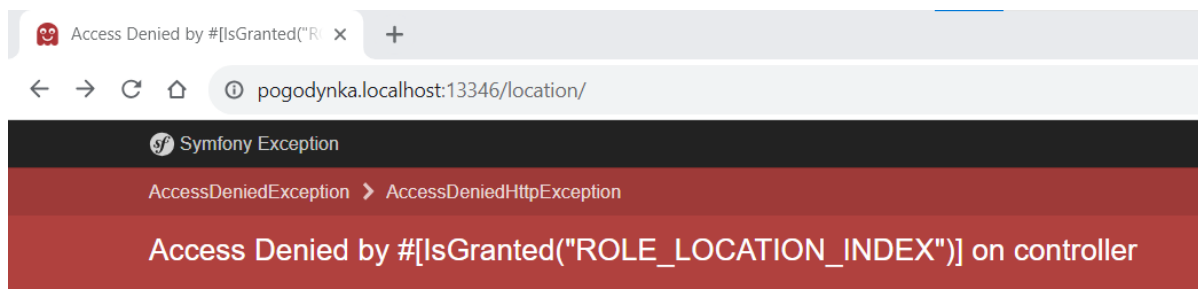 Access Denied by #[IsGranted("R
pogodynka.localhost:13346/location/
sf Symfony Exception
AccessDeniedException > AccessDeniedHttpException
Access Denied by #[IsGranted("ROLE_LOCATION_INDEX")] on controller